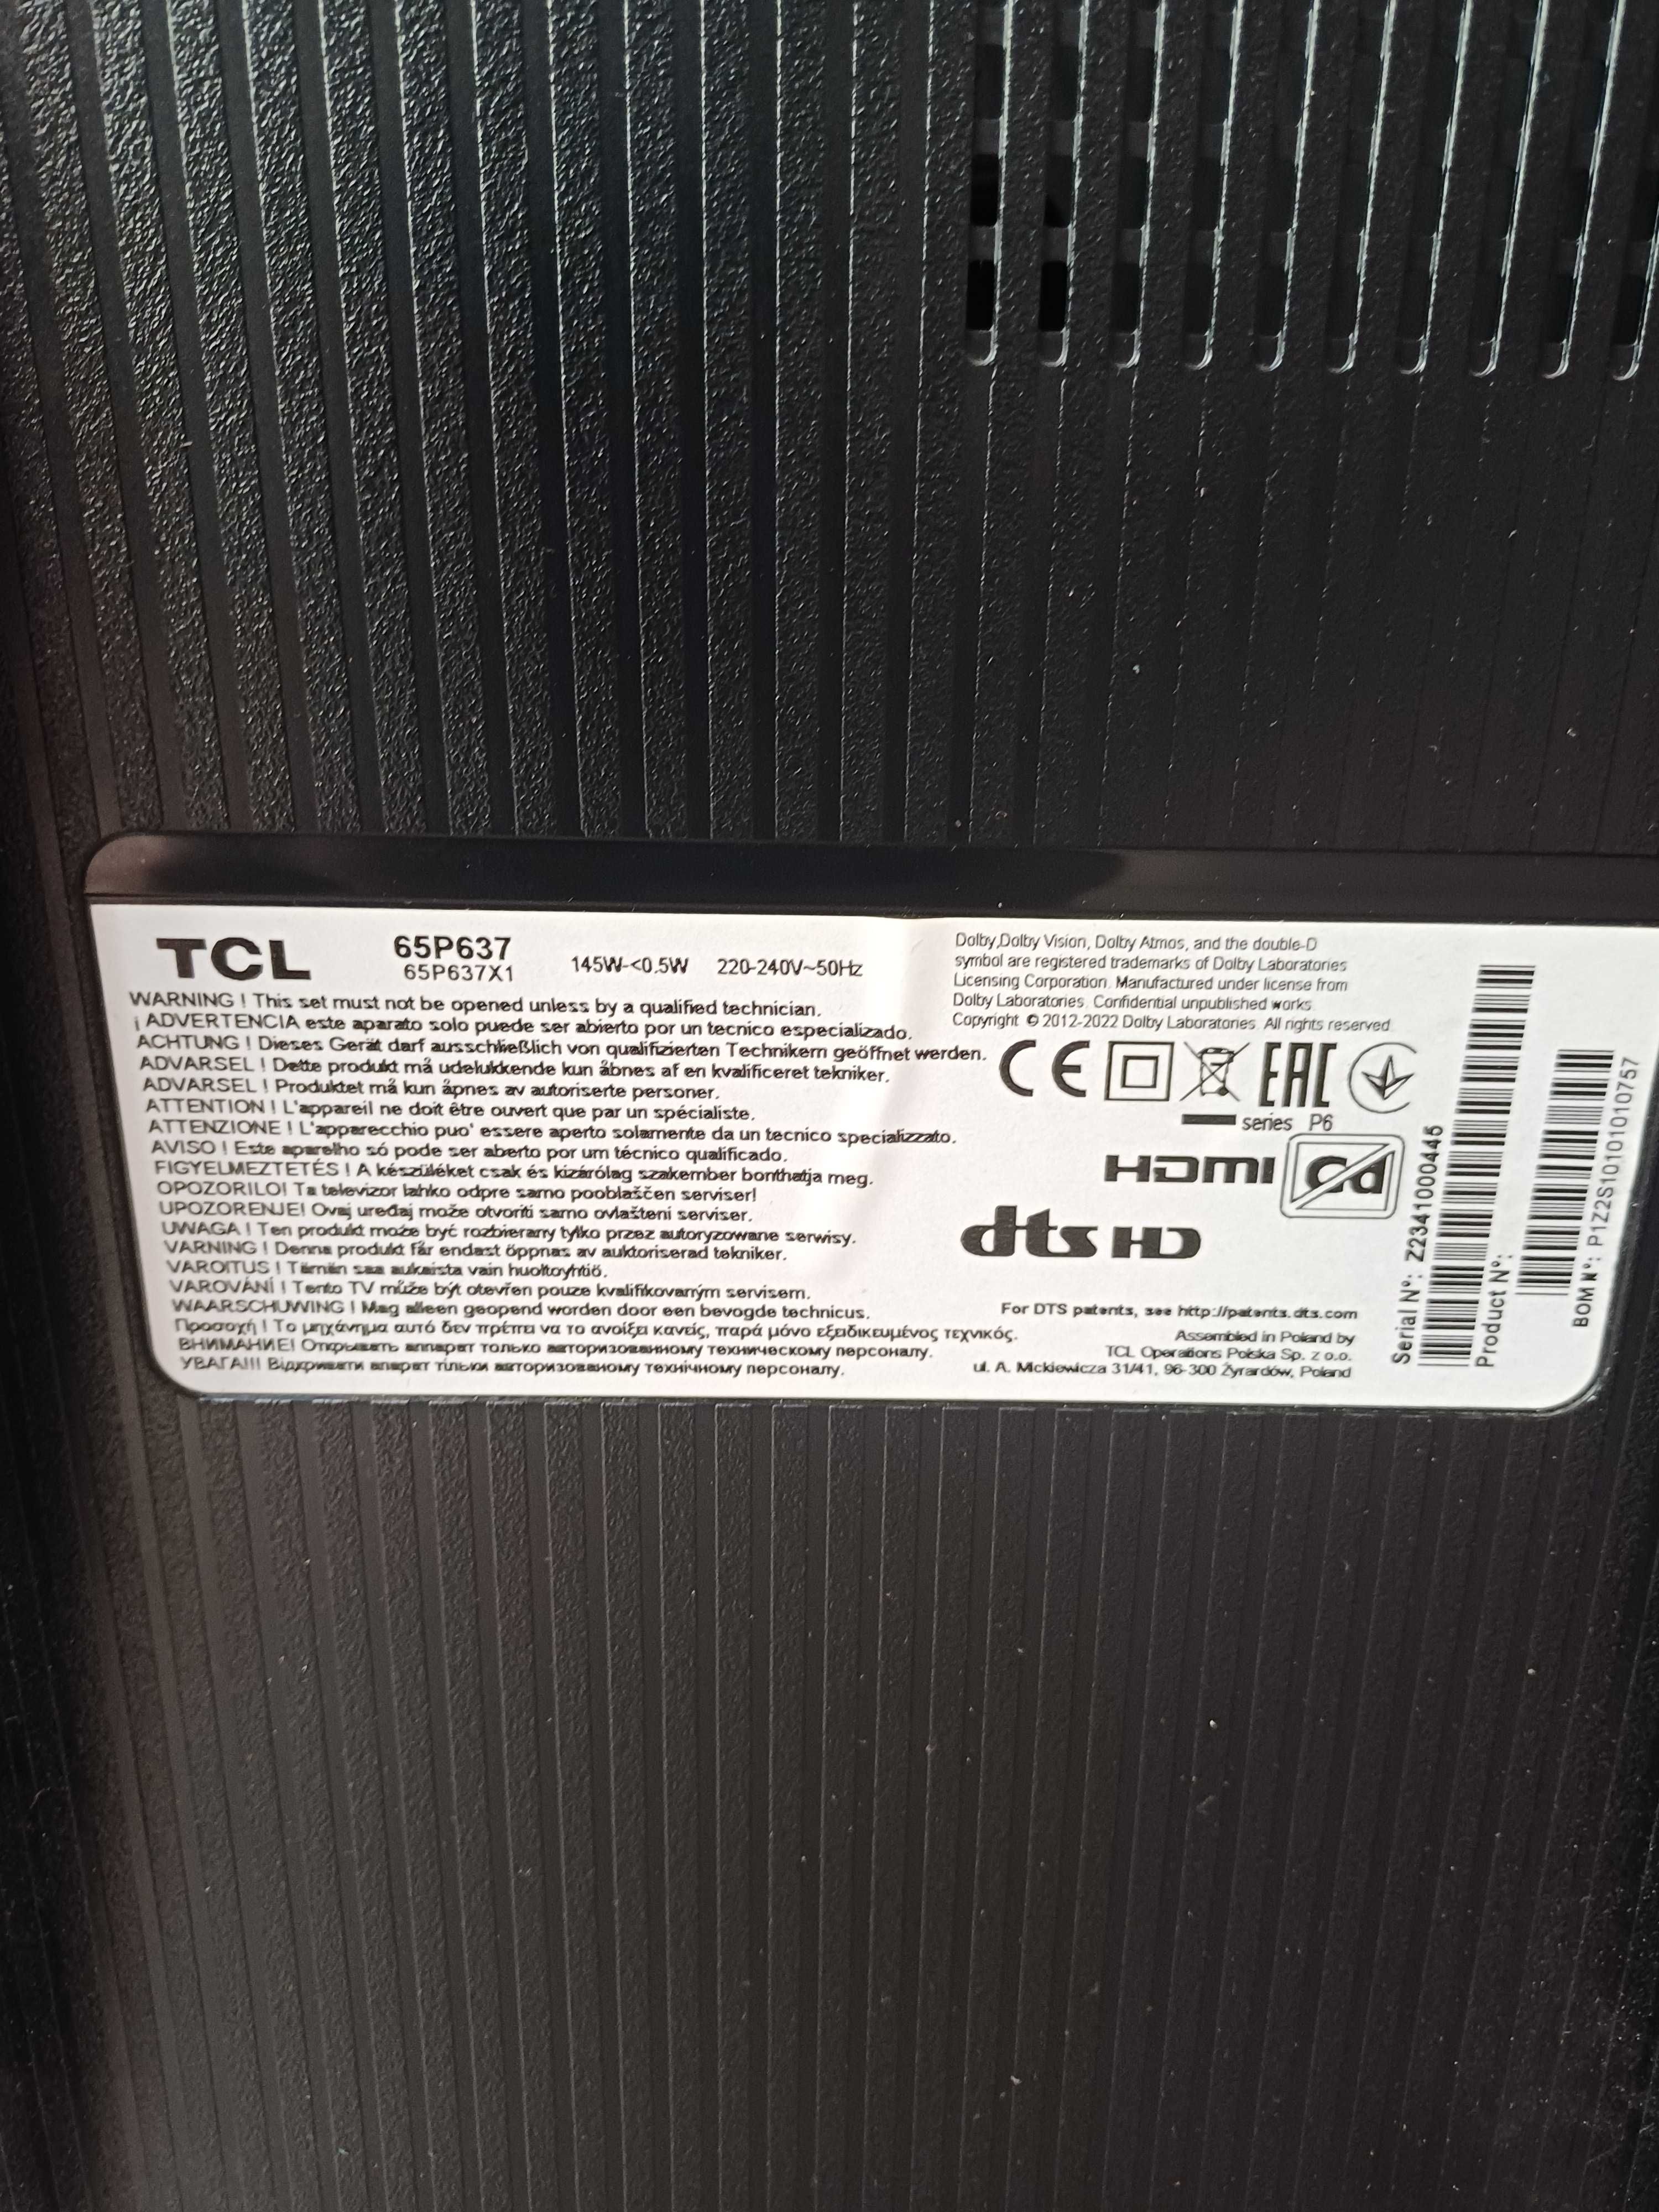 TCL
65P637
65P637X1
145W-<0.5W 220-240V~50Hz
WARNING ! This set must not be opened unless by a qualified technician.
¡ ADVERTENCIA este aparato solo puede ser abierto por un tecnico especializado.
ACHTUNG ! Dieses Gerät darf ausschließlich von qualifizierten Technikern geöffnet werden.
ADVARSEL ! Dette produkt må udelukkende kun åbnes af en kvalificeret tekniker.
ADVARSEL ! Produktet må kun åpnes av autoriserte personer.
ATTENTION ! L'appareil ne doit être ouvert que par un spécialiste.
ATTENZIONE ! L'apparecchio puo' essere aperto solamente da un tecnico specializzato.
AVISO ! Este aparelho só pode ser aberto por um técnico qualificado.
FIGYELMEZTETÉS ! A készüléket csak és kizárólag szakember bonthatja meg.
OPOZORILO! Ta televizor lahko odpre samo pooblaščen serviser!
UPOZORENJE! Ovaj uređaj može otvoriti samo ovlašteni serviser.
UWAGA ! Ten produkt może być rozbierany tylko przez autoryzowane serwisy.
VARNING ! Denna produkt får endast öppnas av auktoriserad tekniker.
VAROITUS ! Tämän saa aukaista vain huoltoyhtiö.
VAROVÁNÍ ! Tento TV může být otevřen pouze kvalifikovaným servisem.
WAARSCHUWING ! Mag alleen geopend worden door een bevogde technicus.
Προσοχή ! Το μηχάνημα αυτό δεν πρέπει να το ανοίξει κανείς, παρά μόνο εξειδικευμένος τεχνικός.
ВНИМАНИЕ! Открывать аппарат только авторизованному техническому персоналу.
УВАГА!!! Відкривати апарат тільки авторизованому технічному персоналу.
Dolby,Dolby Vision, Dolby Atmos, and the double-D
symbol are registered trademarks of Dolby Laboratories
Licensing Corporation. Manufactured under license from
Dolby Laboratories. Confidential unpublished works.
Copyright © 2012-2022 Dolby Laboratories. All rights reserved.
CE EAC
series P6
HDMI Cd
dts HD
For DTS patents, see http://patents.dts.com
Assembled in Poland by
TCL Operations Polska Sp. z o.o.
ul. A. Mickiewicza 31/41, 96-300 Żyrardów, Poland
Serial Nº: Z2341000445
Product Nº:
BOM Nº: P1Z2S10101010757